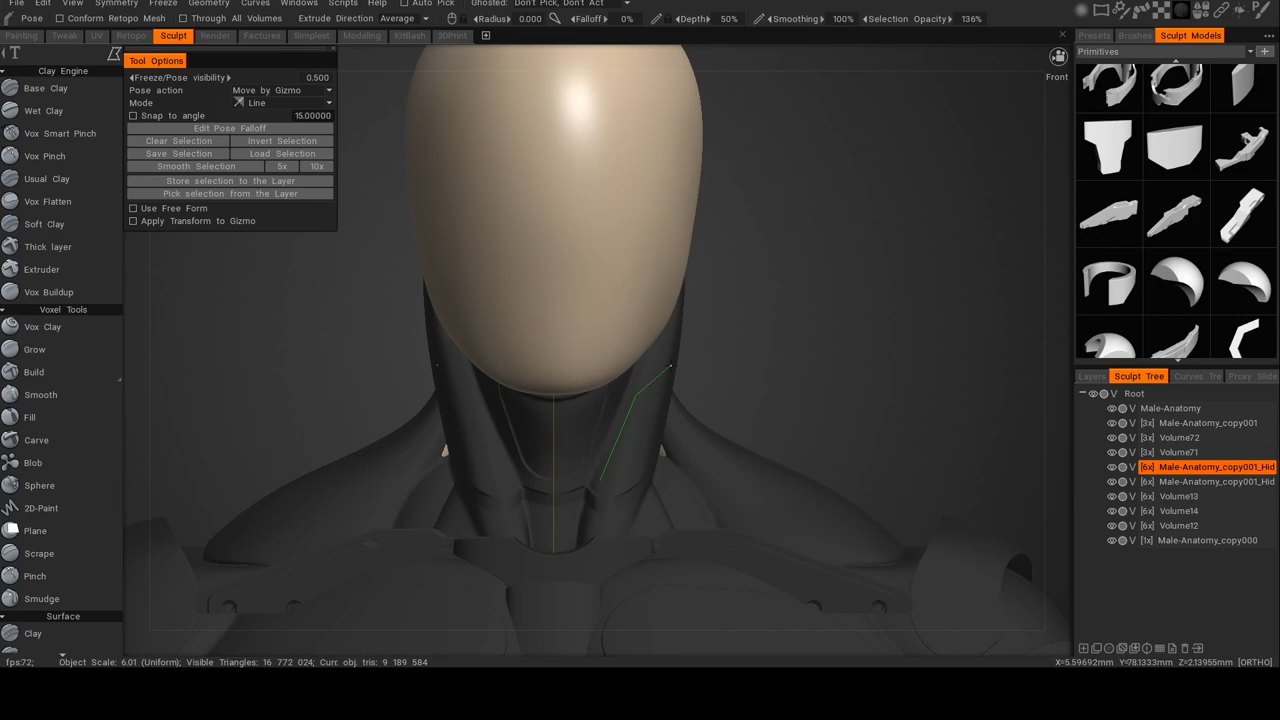 File Edit View Symmetry Freeze Geometry Curves Windows Scripts Help Auto Pick Ghosted: Don't Pick, Don't Act
Pose Conform Retopo Mesh Through All Volumes Extrude Direction Average Radius 0.000 Falloff 0% Depth 50% Smoothing 100% Selection Opacity 136%
Painting Tweak UV Retopo Sculpt Render Factures Simplest Modeling KitBash 3DPrint
Presets Brushes Sculpt Models
Primitives
Front
Tool Options
Freeze/Pose visibility 0.500
Pose action Move by Gizmo
Mode Line
Snap to angle 15.00000
Edit Pose Falloff
Clear Selection Invert Selection
Save Selection Load Selection
Smooth Selection 5x 10x
Store selection to the Layer
Pick selection from the Layer
Use Free Form
Apply Transform to Gizmo
Clay Engine
Base Clay
Wet Clay
Vox Smart Pinch
Vox Pinch
Usual Clay
Vox Flatten
Soft Clay
Thick layer
Extruder
Vox Buildup
Voxel Tools
Vox Clay
Grow
Build
Smooth
Fill
Carve
Blob
Sphere
2D-Paint
Plane
Scrape
Pinch
Smudge
Surface
Clay
Layers Sculpt Tree Curves Tre Proxy Slide
V Root
V Male-Anatomy
V [3x] Male-Anatomy_copy001
V [3x] Volume72
V [3x] Volume71
V [6x] Male-Anatomy_copy001_Hid
V [6x] Male-Anatomy_copy001_Hid
V [6x] Volume13
V [6x] Volume14
V [6x] Volume12
V [1x] Male-Anatomy_copy000
fps:72; Object Scale: 6.01 (Uniform); Visible Triangles: 16 772 024; Curr. obj. tris: 9 189 584
X=5.59692mm Y=78.1333mm Z=2.13955mm [ORTHO]